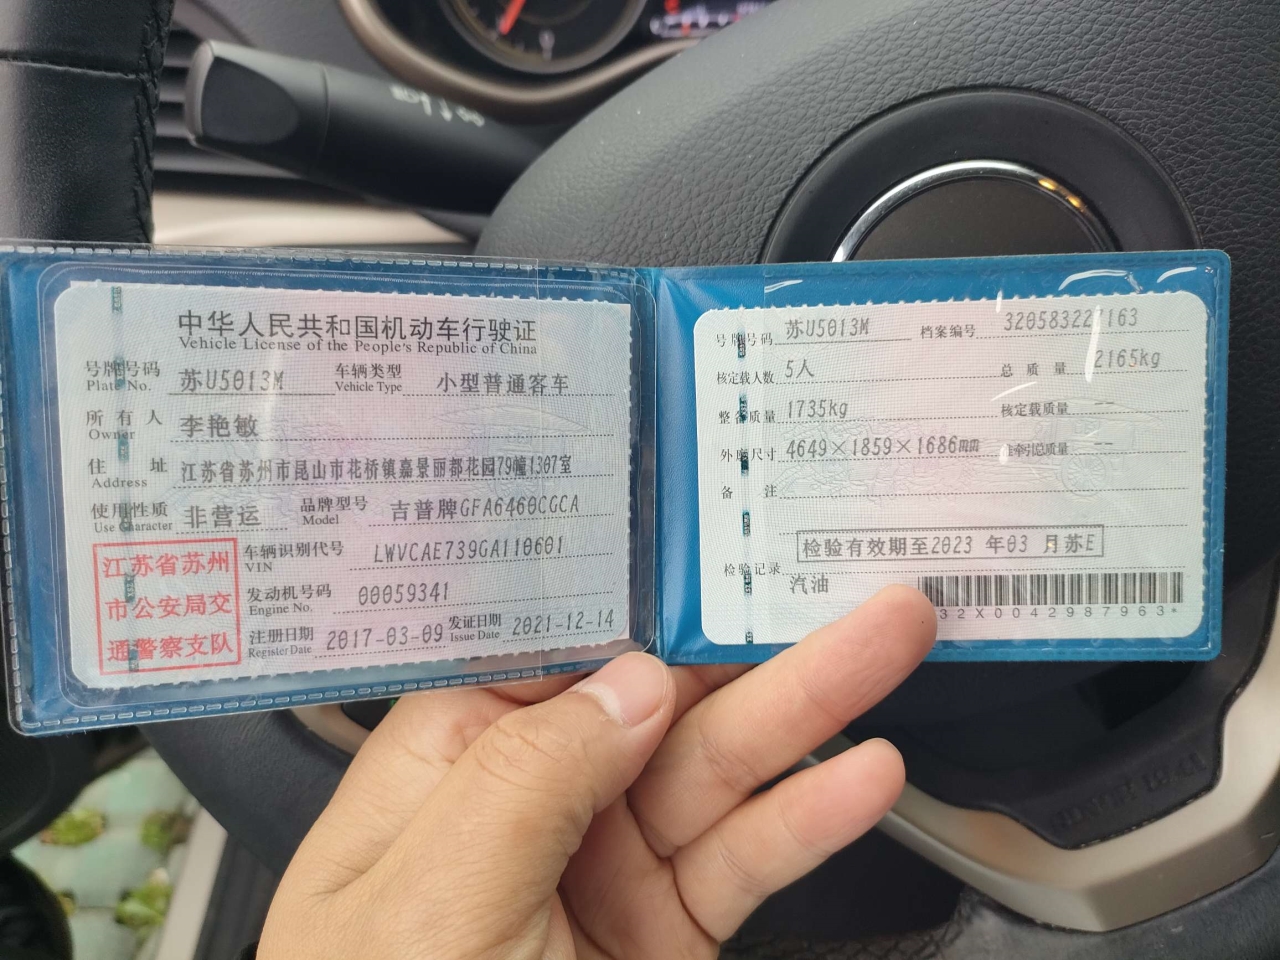 中华人民共和国机动车行驶证
Vehicle License of the People's Republic of China
号牌号码 苏U5013M 车辆类型 小型普通客车
Plate No. Vehicle Type
所有人 李艳敏
Owner
住址 江苏省苏州市昆山市花桥镇嘉景丽都花园79幢1307室
Address
使用性质 非营运 品牌型号 吉普牌GFA6460CGCA
Use Character Model
江苏省苏州
市公安局交
通警察支队
车辆识别代号 LWVCAE739GA110601
VIN
发动机号码 00059341
Engine No.
注册日期 2017-03-09 发证日期 2021-12-14
Register Date Issue Date
号牌号码 苏U5013M 档案编号
核定载人数 5人 总质量 2165kg
整备质量 1735kg 核定载质量 --
外廓尺寸 4649×1859×1686mm 准牵引总质量 --
备注
检验有效期至2023 年03 月苏E
检验记录
汽油
32X0042987963*